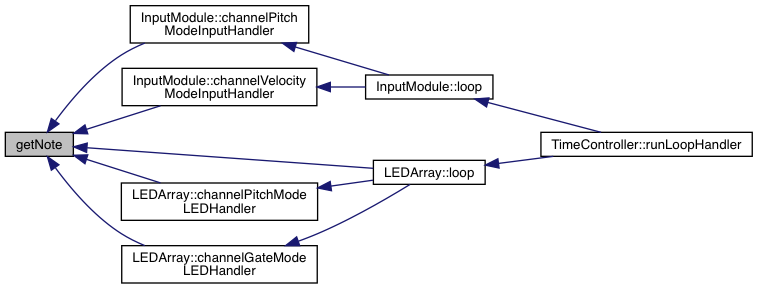 InputModule::channelPitch
ModeInputHandler
InputModule::channelVelocity
ModeInputHandler
InputModule::loop
getNote
TimeController::runLoopHandler
LEDArray::loop
LEDArray::channelPitchMode
LEDHandler
LEDArray::channelGateMode
LEDHandler